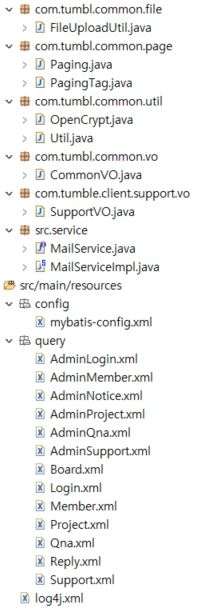 com.tumbl.common.file
FileUploadUtil.java
com.tumbl.common.page
Paging.java
PagingTag.java
com.tumbl.common.util
OpenCrypt.java
Util.java
com.tumbl.common.vo
CommonVO.java
com.tumble.client.support.vo
SupportVO.java
src.service
MailService.java
MailServiceImpl.java
src/main/resources
config
mybatis-config.xml
query
AdminLogin.xml
AdminMember.xml
AdminNotice.xml
AdminProject.xml
AdminQna.xml
AdminSupport.xml
Board.xml
Login.xml
Member.xml
Project.xml
Qna.xml
Reply.xml
Support.xml
log4j.xml